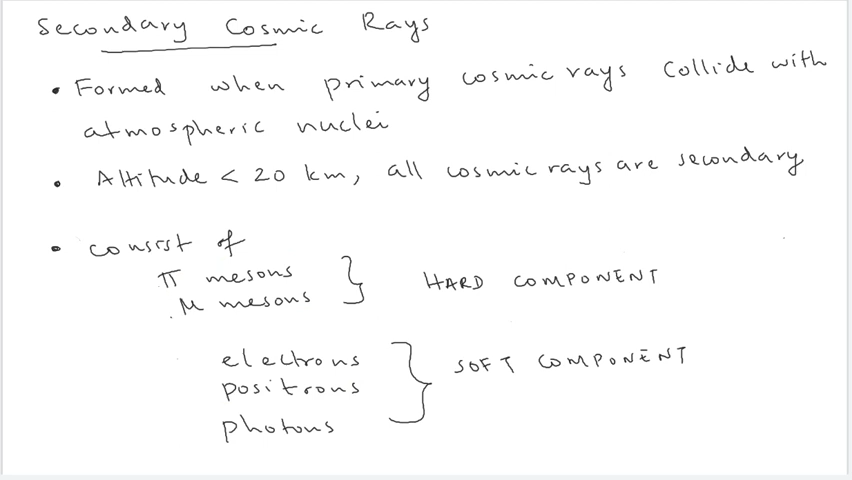 Secondary Cosmic Rays
• Formed when primary cosmic rays collide with
atmospheric nuclei
• Altitude < 20 km, all cosmic rays are secondary
• consist of
π mesons
μ mesons } HARD COMPONENT
electrons
positrons } SOFT COMPONENT
photons